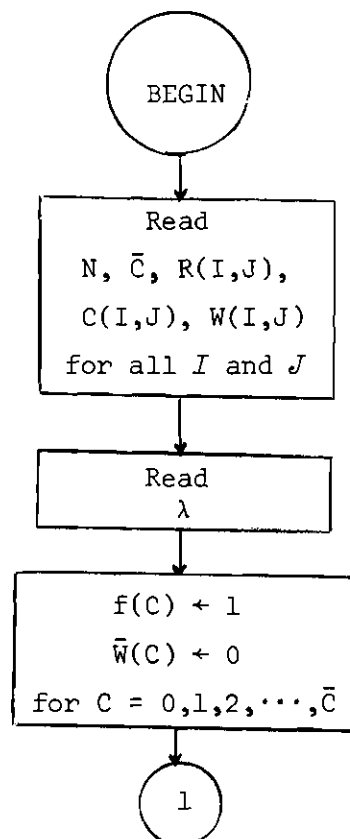 BEGIN
Read
N, C̄, R(I,J),
C(I,J), W(I,J)
for all I and J
Read
λ
f(C) ← 1
W̄(C) ← 0
for C = 0,1,2,···,C̄
1